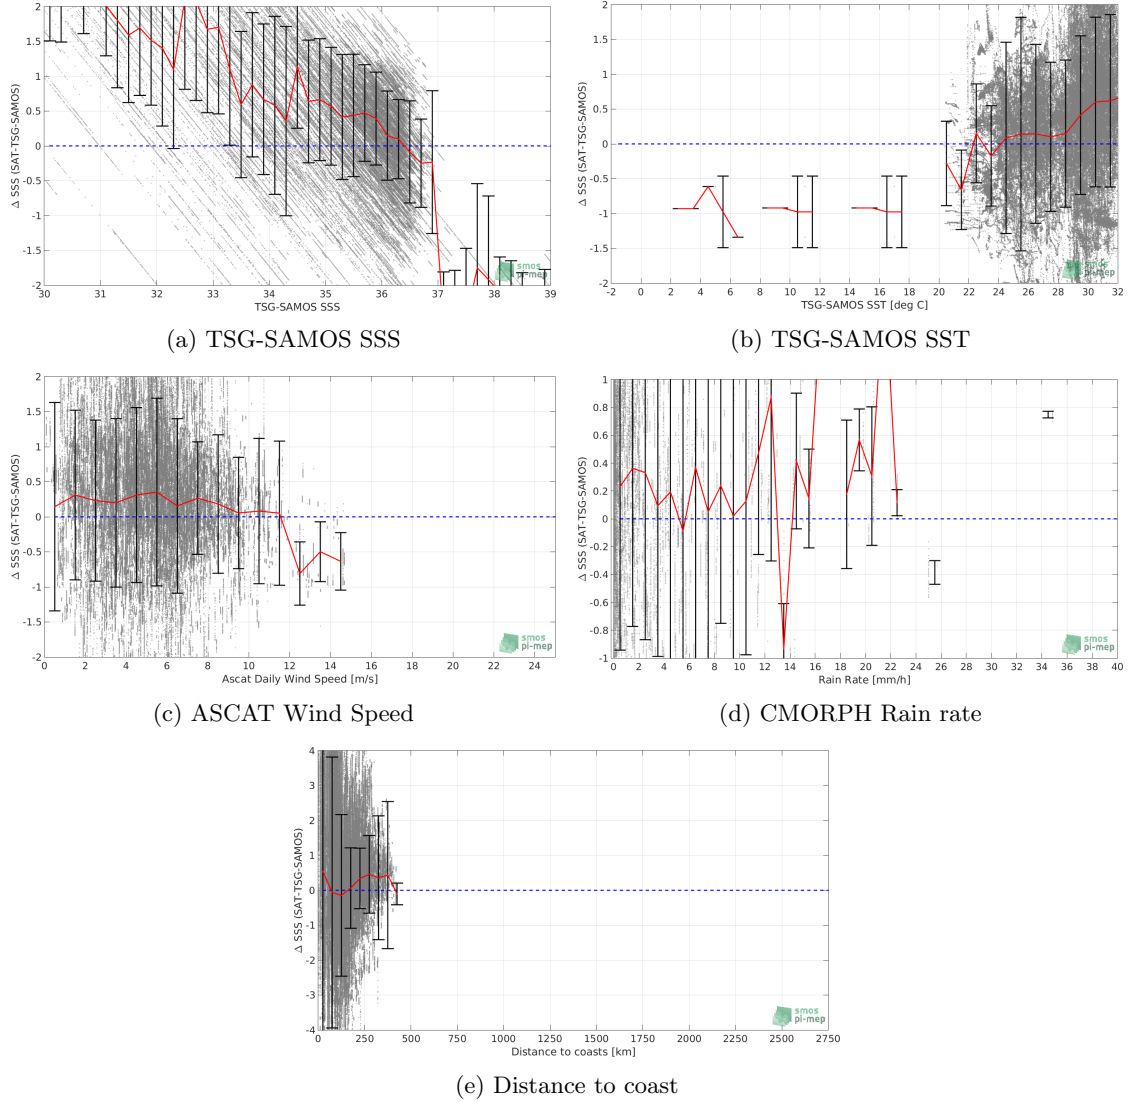 2
1.5
1
0.5
0
-0.5
-1
-1.5
-2
Δ SSS (SAT-TSG-SAMOS)
30 31 32 33 34 35 36 37 38 39
TSG-SAMOS SSS
smos
pi-mep
(a) TSG-SAMOS SSS
2
1.5
1
0.5
0
-0.5
-1
-1.5
-2
Δ SSS (SAT-TSG-SAMOS)
-2 0 2 4 6 8 10 12 14 16 18 20 22 24 26 28 30 32
TSG-SAMOS SST [deg C]
smos
pi-mep
(b) TSG-SAMOS SST
2
1.5
1
0.5
0
-0.5
-1
-1.5
-2
Δ SSS (SAT-TSG-SAMOS)
0 2 4 6 8 10 12 14 16 18 20 22 24
Ascat Daily Wind Speed [m/s]
smos
pi-mep
(c) ASCAT Wind Speed
1
0.8
0.6
0.4
0.2
0
-0.2
-0.4
-0.6
-0.8
-1
Δ SSS (SAT-TSG-SAMOS)
0 2 4 6 8 10 12 14 16 18 20 22 24 26 28 30 32 34 36 38 40
Rain Rate [mm/h]
smos
pi-mep
(d) CMORPH Rain rate
4
3
2
1
0
-1
-2
-3
-4
Δ SSS (SAT-TSG-SAMOS)
0 250 500 750 1000 1250 1500 1750 2000 2250 2500 2750
Distance to coasts [km]
smos
pi-mep
(e) Distance to coast